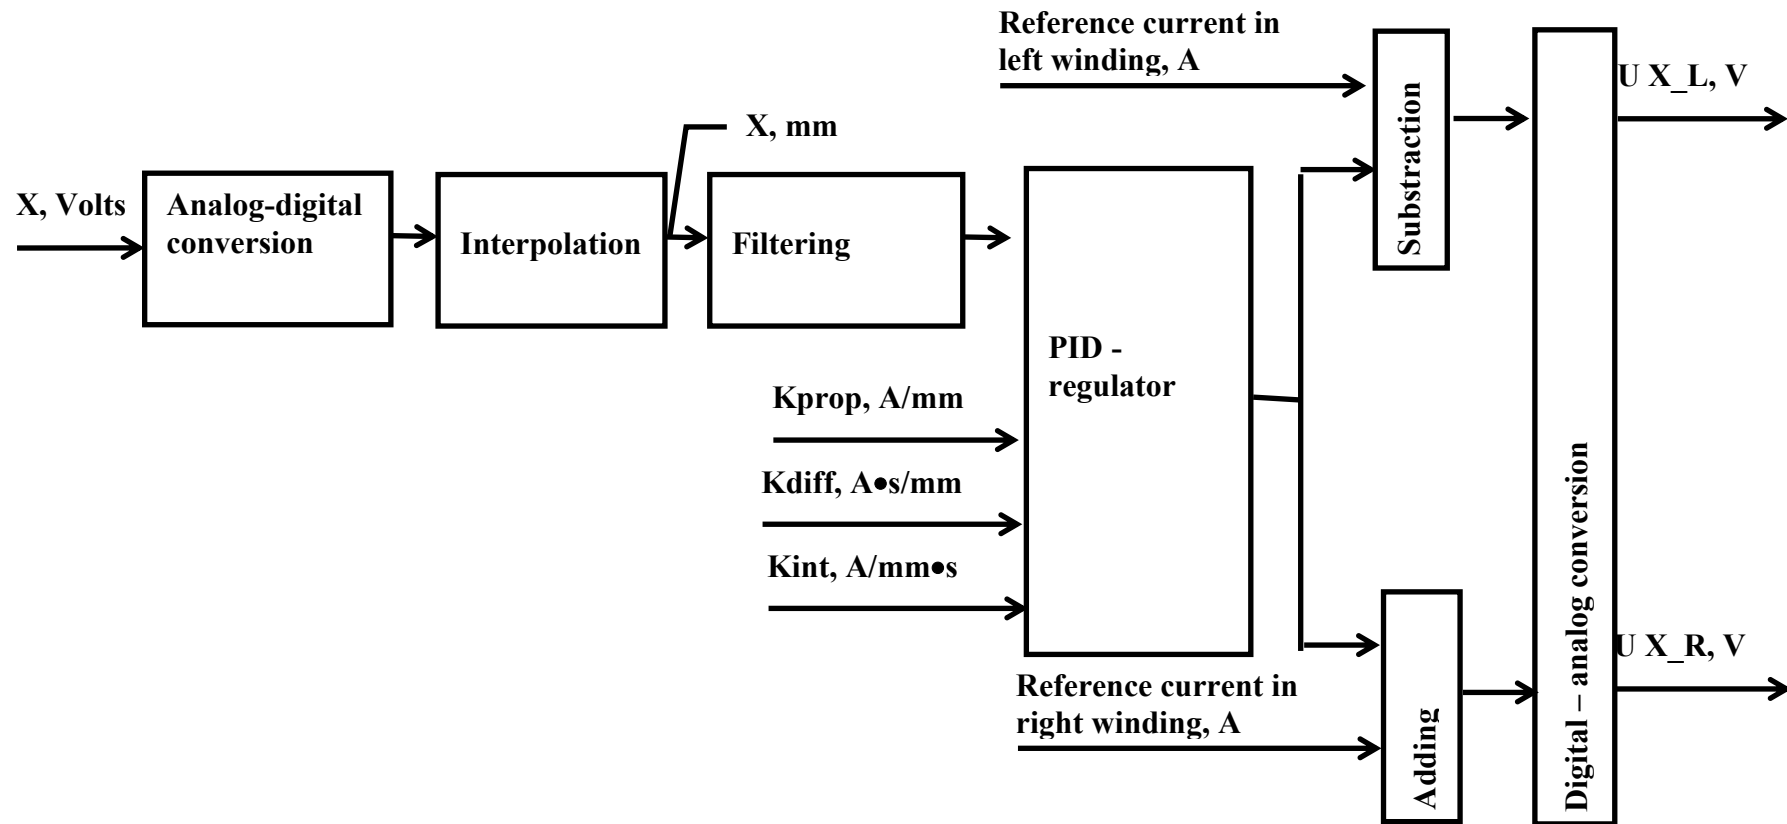 Reference current in
left winding, A
Substraction
U X_L, V
X, mm
X, Volts
Analog-digital
conversion
Interpolation
Filtering
PID -
regulator
Kprop, A/mm
Kdiff, A•s/mm
Kint, A/mm•s
Reference current in
right winding, A
Adding
Digital – analog conversion
U X_R, V